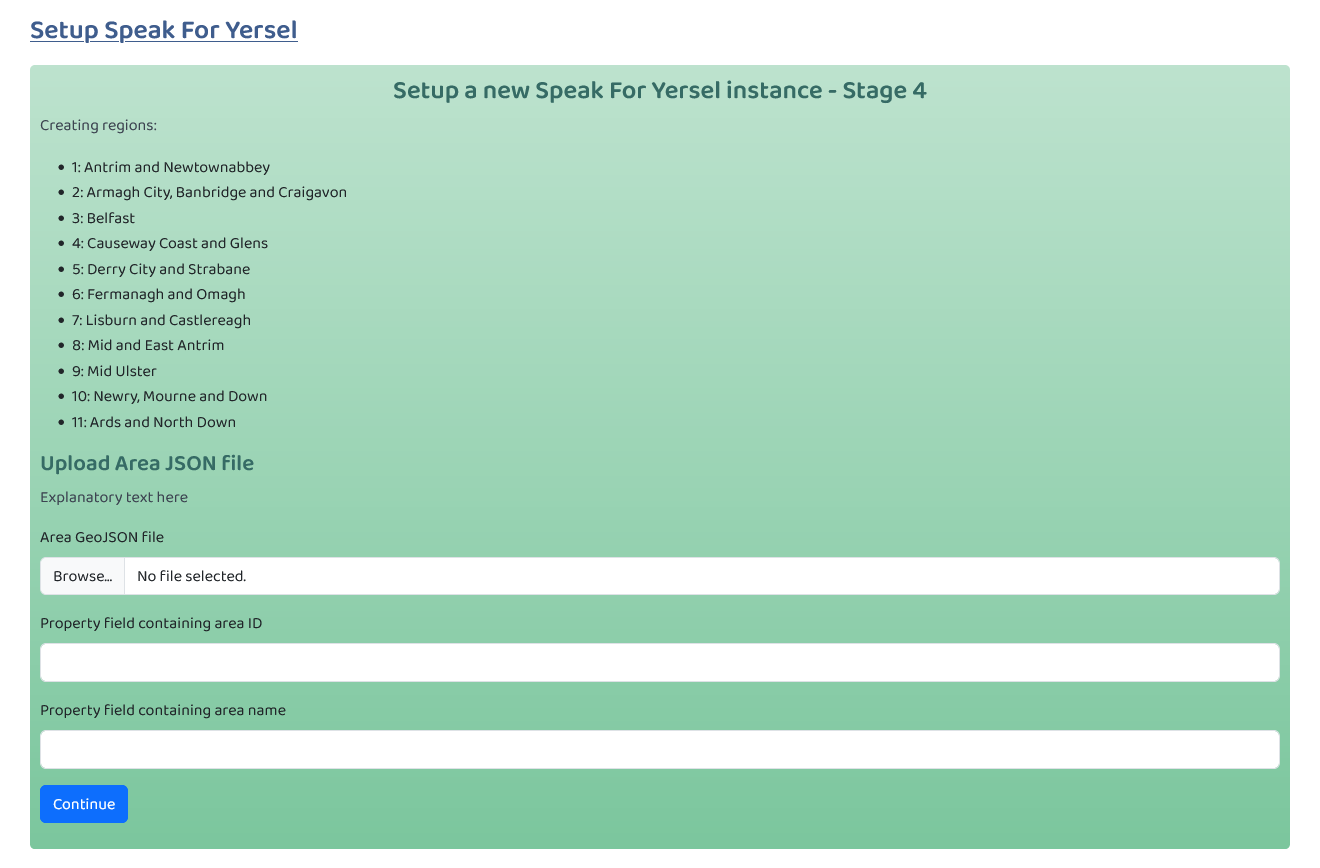 Setup Speak For Yersel
Setup a new Speak For Yersel instance - Stage 4
Creating regions:
• 1: Antrim and Newtownabbey
• 2: Armagh City, Banbridge and Craigavon
• 3: Belfast
• 4: Causeway Coast and Glens
• 5: Derry City and Strabane
• 6: Fermanagh and Omagh
• 7: Lisburn and Castlereagh
• 8: Mid and East Antrim
• 9: Mid Ulster
• 10: Newry, Mourne and Down
• 11: Ards and North Down
Upload Area JSON file
Explanatory text here
Area GeoJSON file
Browse... No file selected.
Property field containing area ID
Property field containing area name
Continue